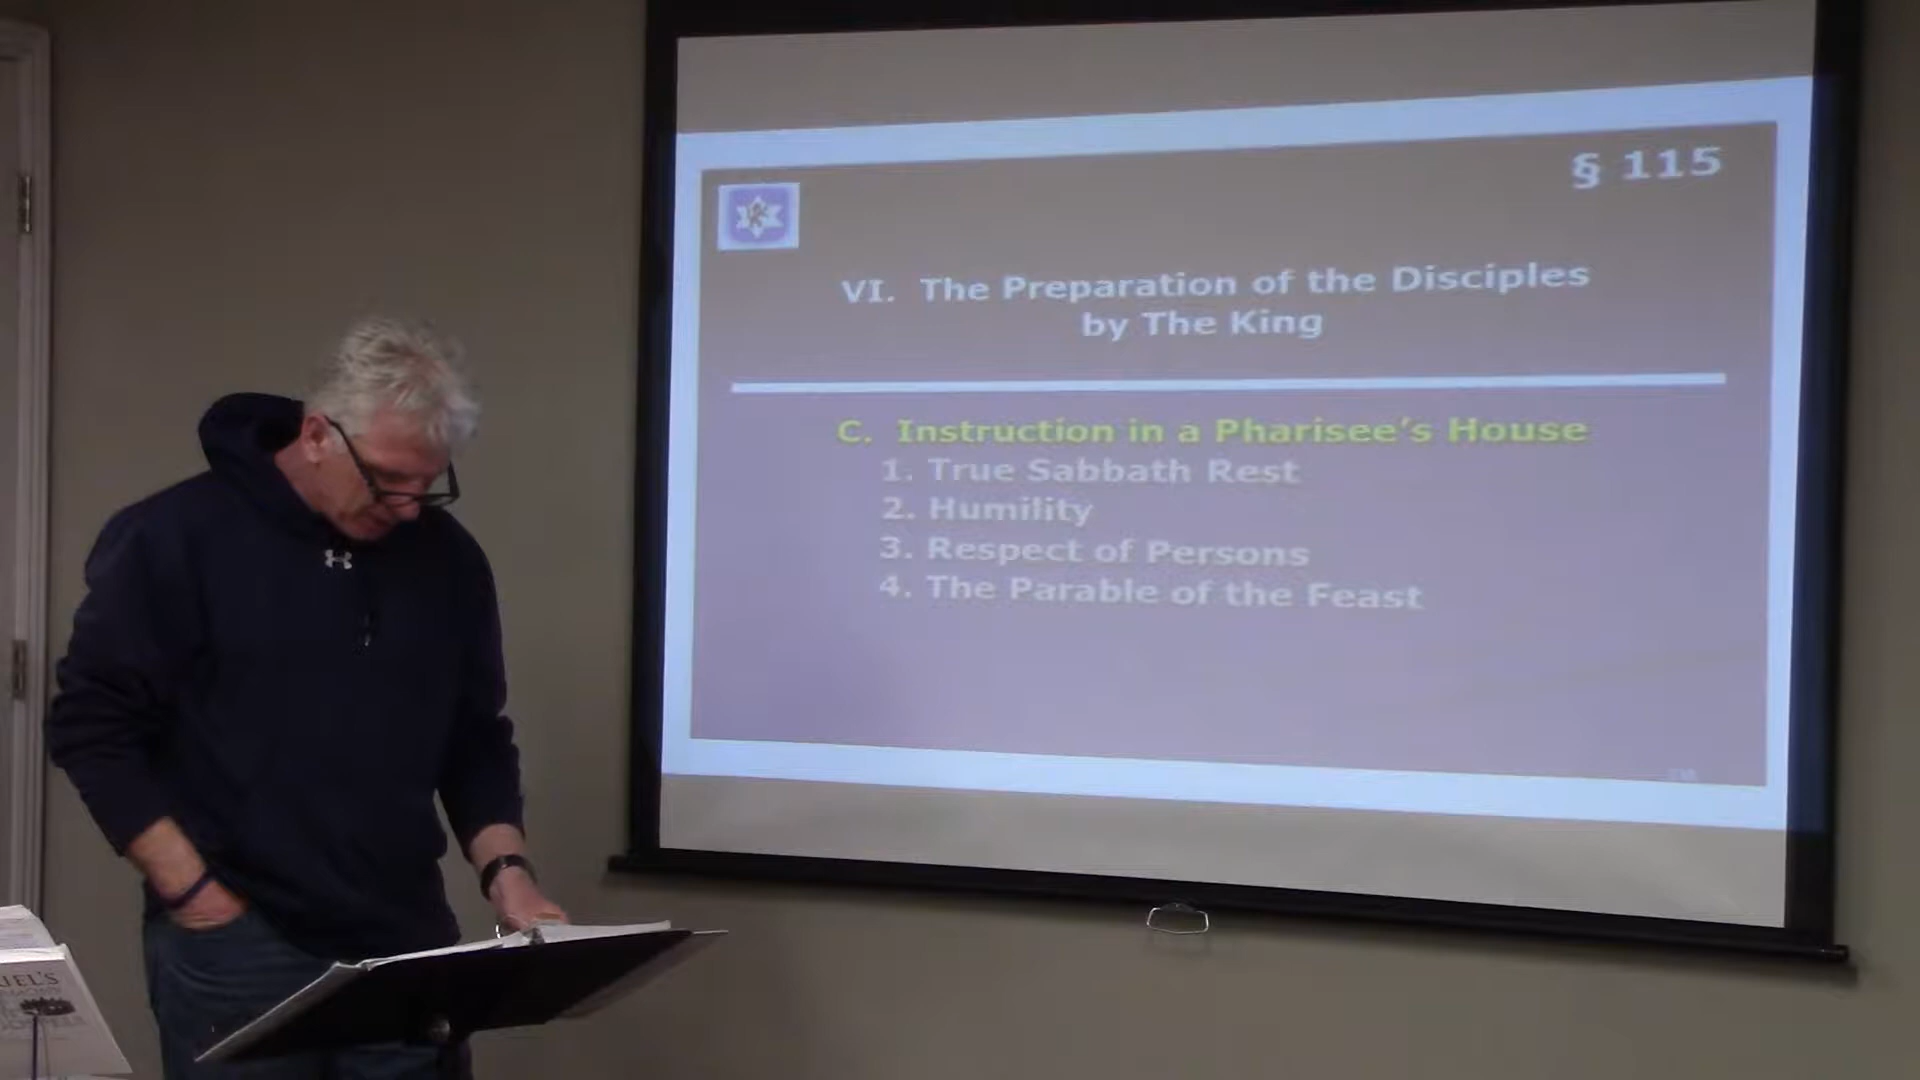 § 115
VI. The Preparation of the Disciples
by The King
C. Instruction in a Pharisee's House
1. True Sabbath Rest
2. Humility
3. Respect of Persons
4. The Parable of the Feast